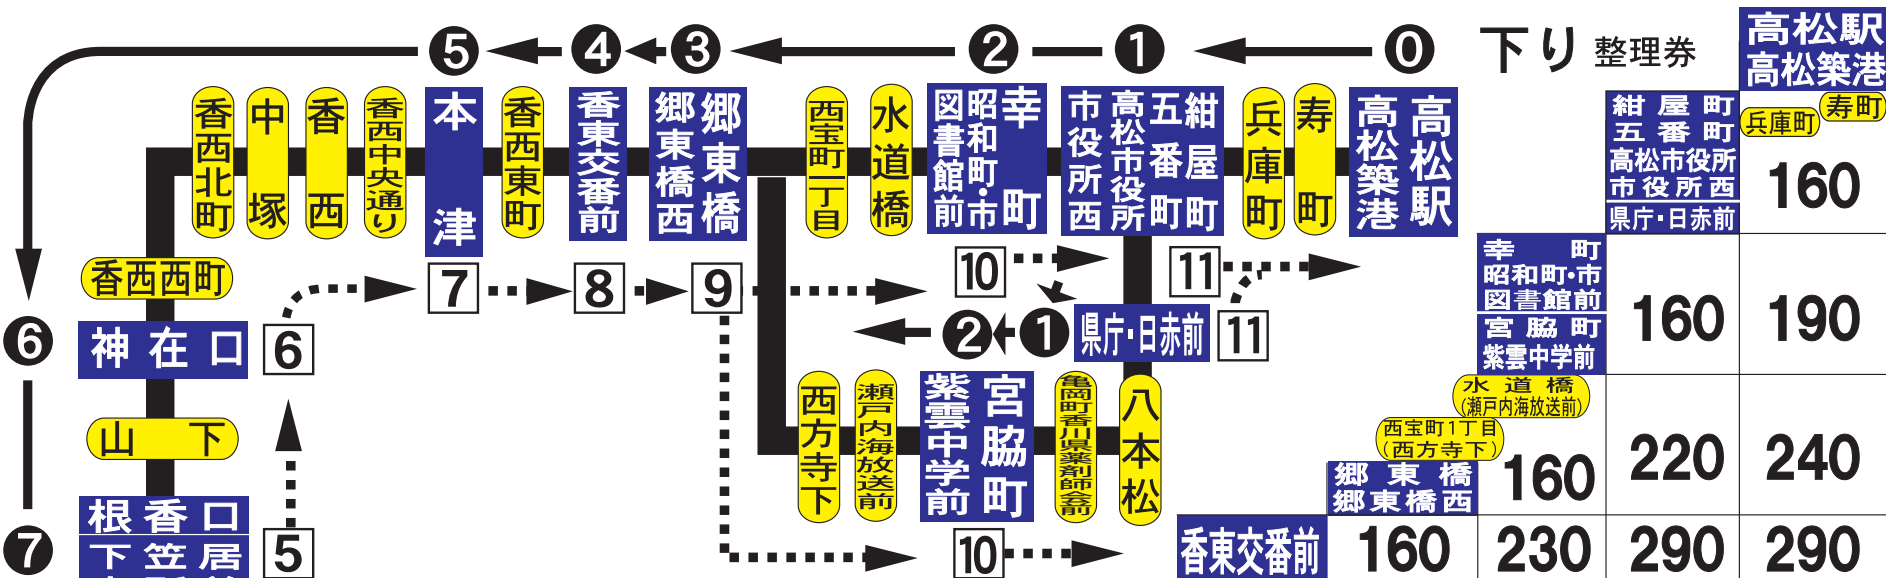 ❺
❹
❸
❷
❶
⓿
下り 整理券
高松駅
高松築港
香西北町
中塚
香西
香西中央通り
本津
香西東町
香東交番前
郷東橋
郷東橋西
西宝町一丁目
水道橋
幸町
昭和町・市
図書館前
紺屋町
五番町
高松市役所
市役所西
兵庫町
寿町
高松駅
高松築港
紺屋町
五番町
高松市役所
市役所西
県庁・日赤前
兵庫町
寿町
160
香西西町
7
8
9
10
11
❻
神在口
6
❷
❶
県庁・日赤前
11
幸町
昭和町・市
図書館前
宮脇町
紫雲中学前
160
190
山下
西方寺下
瀬戸内海放送前
宮脇町
紫雲中学前
亀岡町香川県薬剤師会前
八本松
水道橋
(瀬戸内海放送前)
西宝町1丁目
(西方寺下)
郷東橋
郷東橋西
160
220
240
❼
根香口
下笠居
5
10
香東交番前
160
230
290
290